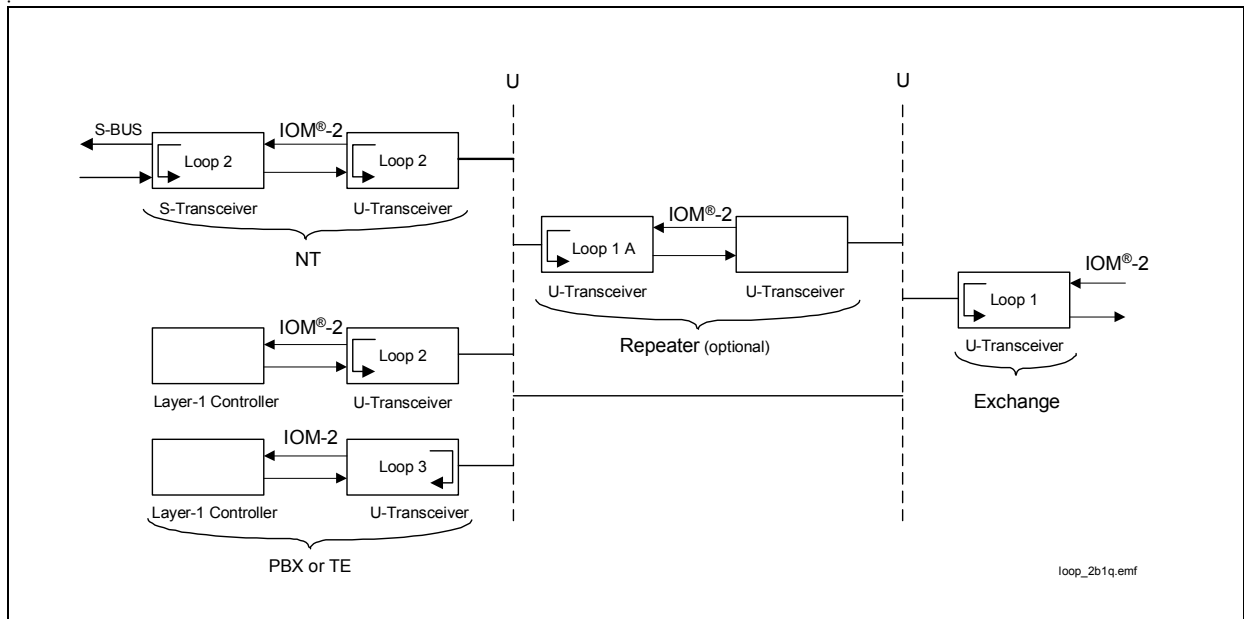 U
U
S-BUS
IOM®-2
Loop 2
Loop 2
S-Transceiver
U-Transceiver
NT
IOM®-2
Loop 1 A
U-Transceiver
U-Transceiver
Repeater (optional)
IOM®-2
Loop 1
U-Transceiver
Exchange
IOM®-2
Loop 2
Layer-1 Controller
U-Transceiver
IOM-2
Loop 3
Layer-1 Controller
U-Transceiver
PBX or TE
loop_2b1q.emf